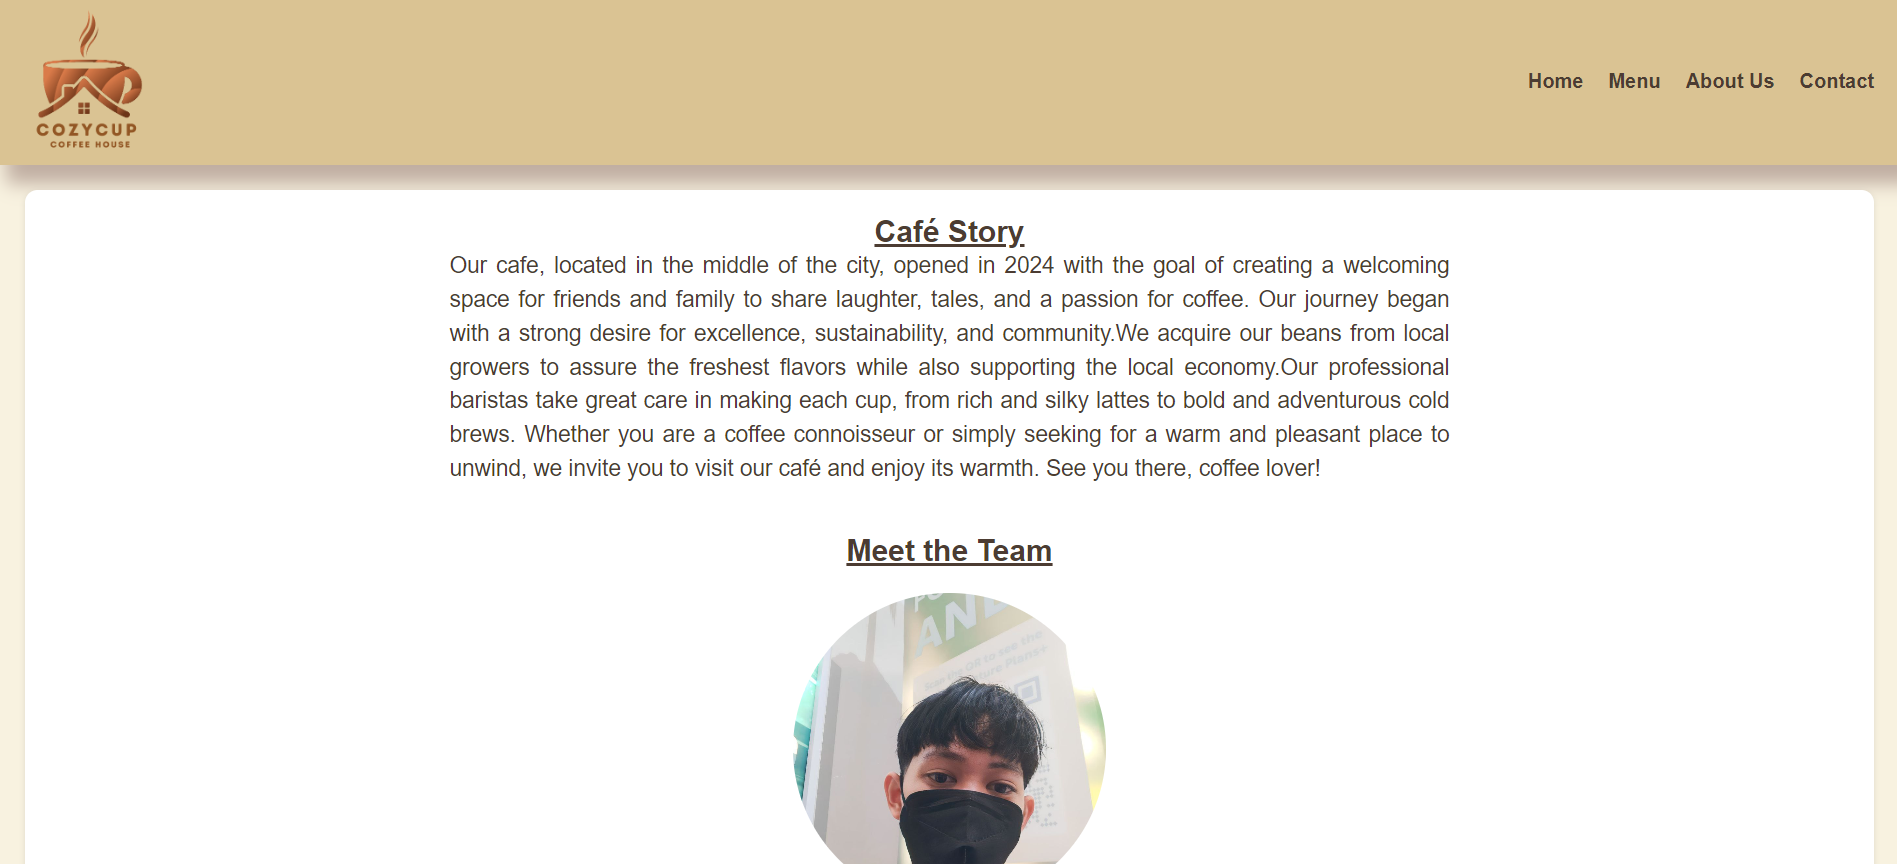 COZYCUP
COFFEE HOUSE
Home Menu About Us Contact
Café Story
Our cafe, located in the middle of the city, opened in 2024 with the goal of creating a welcoming
space for friends and family to share laughter, tales, and a passion for coffee. Our journey began
with a strong desire for excellence, sustainability, and community.We acquire our beans from local
growers to assure the freshest flavors while also supporting the local economy.Our professional
baristas take great care in making each cup, from rich and silky lattes to bold and adventurous cold
brews. Whether you are a coffee connoisseur or simply seeking for a warm and pleasant place to
unwind, we invite you to visit our café and enjoy its warmth. See you there, coffee lover!
Meet the Team
the QR to see the
Plans